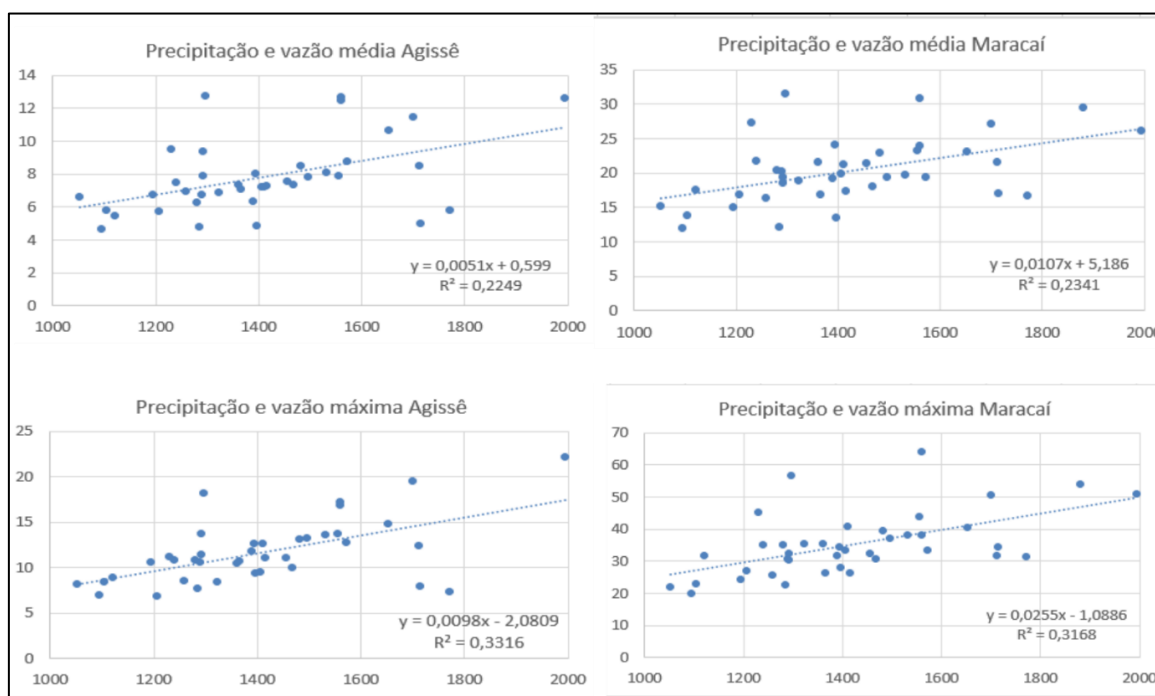 Precipitação e vazão média Agissê
14
12
10
8
6
4
2
0
y = 0,0051x + 0,599
R² = 0,2249
1000 1200 1400 1600 1800 2000
Precipitação e vazão média Maracaí
35
30
25
20
15
10
5
0
y = 0,0107x + 5,186
R² = 0,2341
1000 1200 1400 1600 1800 2000
Precipitação e vazão máxima Agissê
25
20
15
10
5
0
y = 0,0098x - 2,0809
R² = 0,3316
1000 1200 1400 1600 1800 2000
Precipitação e vazão máxima Maracaí
70
60
50
40
30
20
10
0
y = 0,0255x - 1,0886
R² = 0,3168
1000 1200 1400 1600 1800 2000